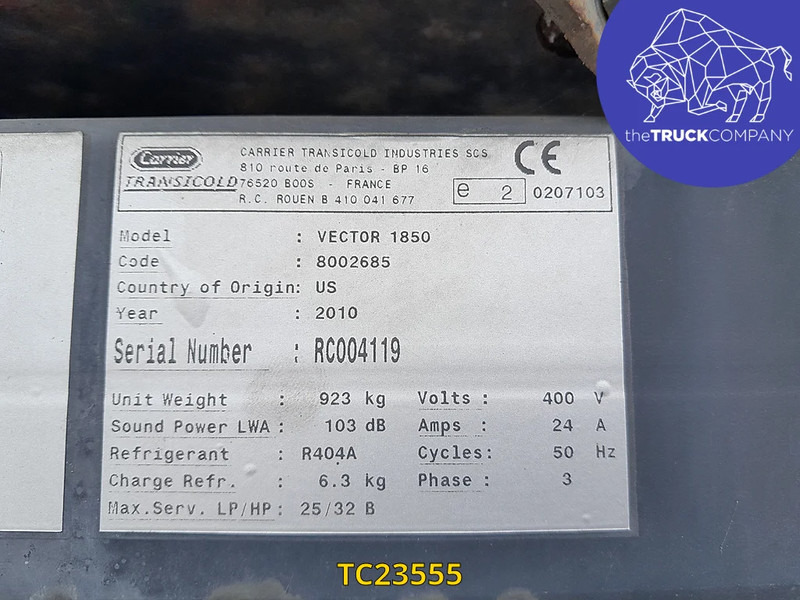 theTRUCKCOMPANY
Carrier
TRANSICOLD
CARRIER TRANSICOLD INDUSTRIES SCS
810 route de Paris - BP 16
76520 BOOS - FRANCE
R.C. ROUEN B 410 041 677
CE
e 2 0207103
Model : VECTOR 1850
Code : 8002685
Country of Origin: US
Year : 2010
Serial Number : RC004119
Unit Weight : 923 kg Volts : 400 V
Sound Power LWA : 103 dB Amps : 24 A
Refrigerant : R404A Cycles: 50 Hz
Charge Refr. : 6.3 kg Phase : 3
Max.Serv. LP/HP : 25/32 B
TC23555